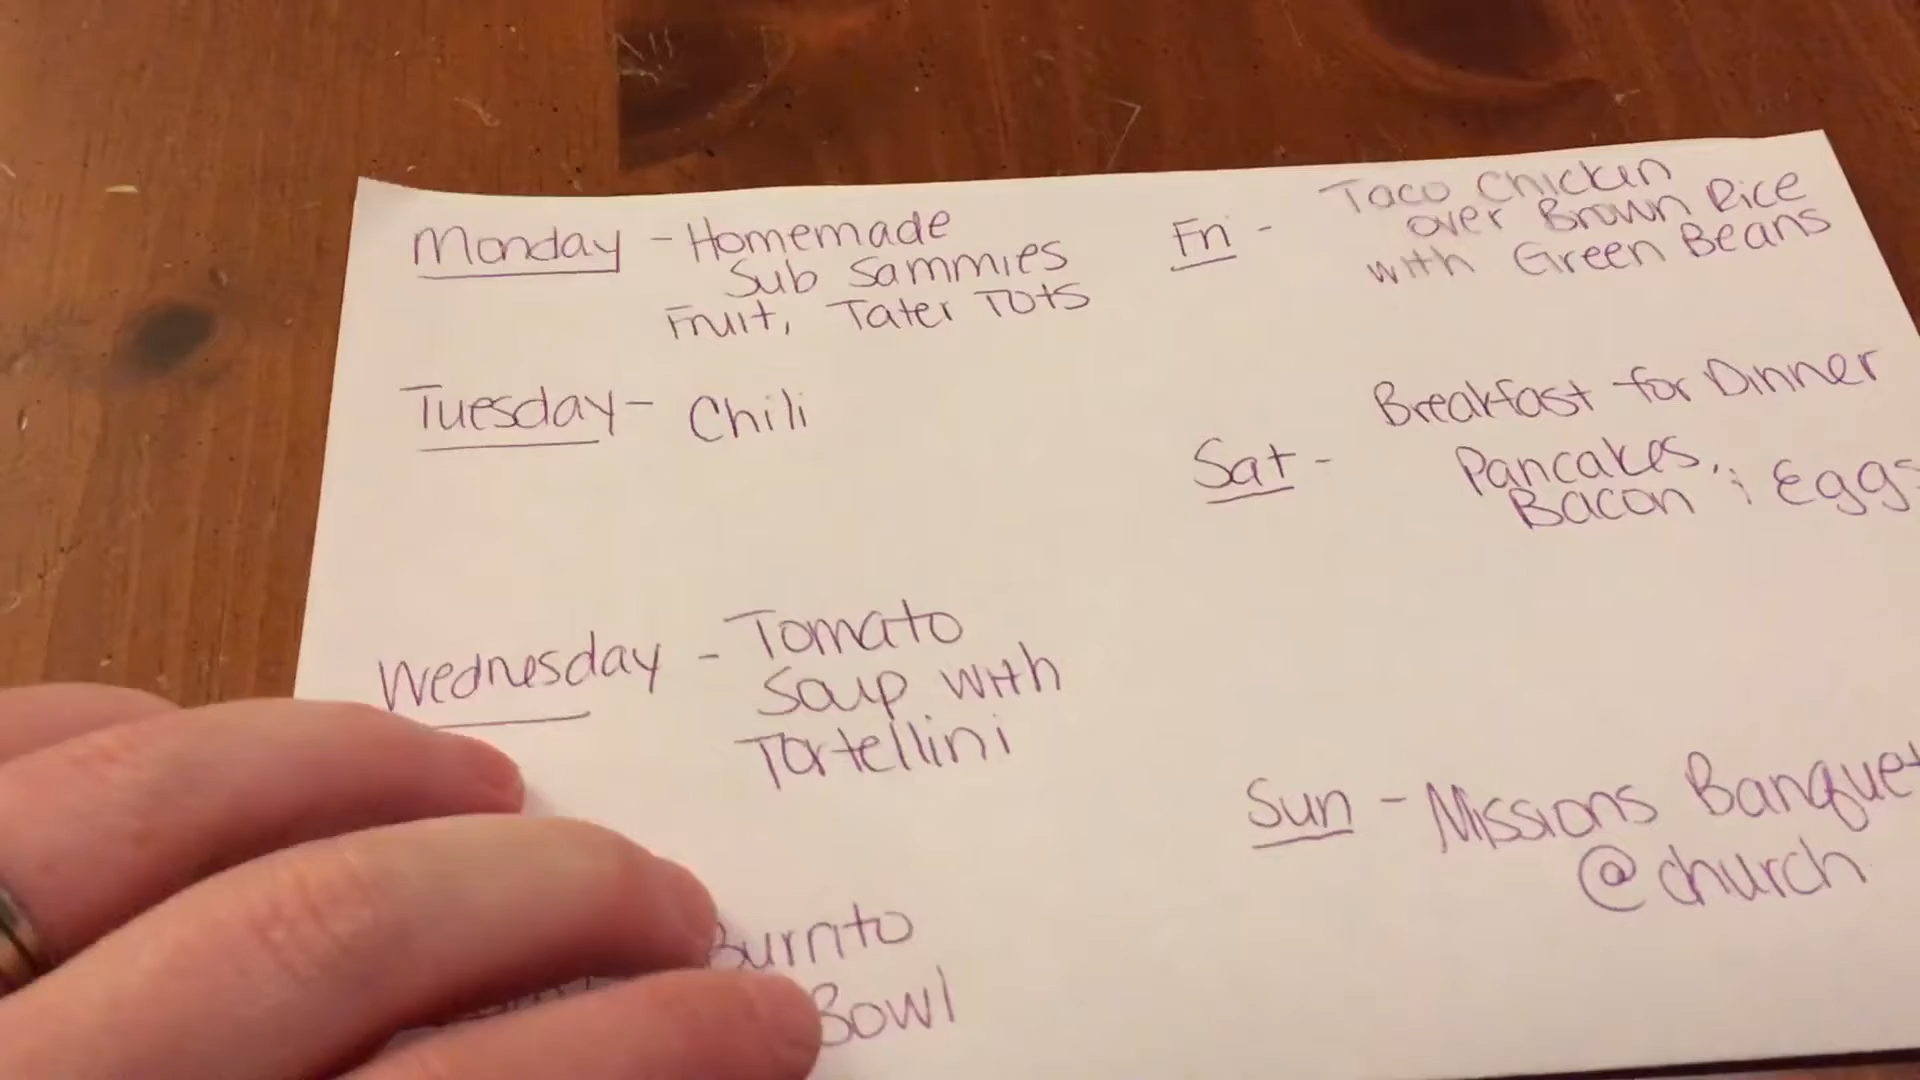 Monday - Homemade
Sub Sammies
Fruit, Tater Tots
Tuesday - Chili
Wednesday - Tomato
Soup with
Tortellini
Burrito
Bowl
Fri - Taco Chicken
over Brown Rice
with Green Beans
Breakfast for Dinner
Sat - Pancakes,
Bacon & Eggs
Sun - Missions Banquet
@church